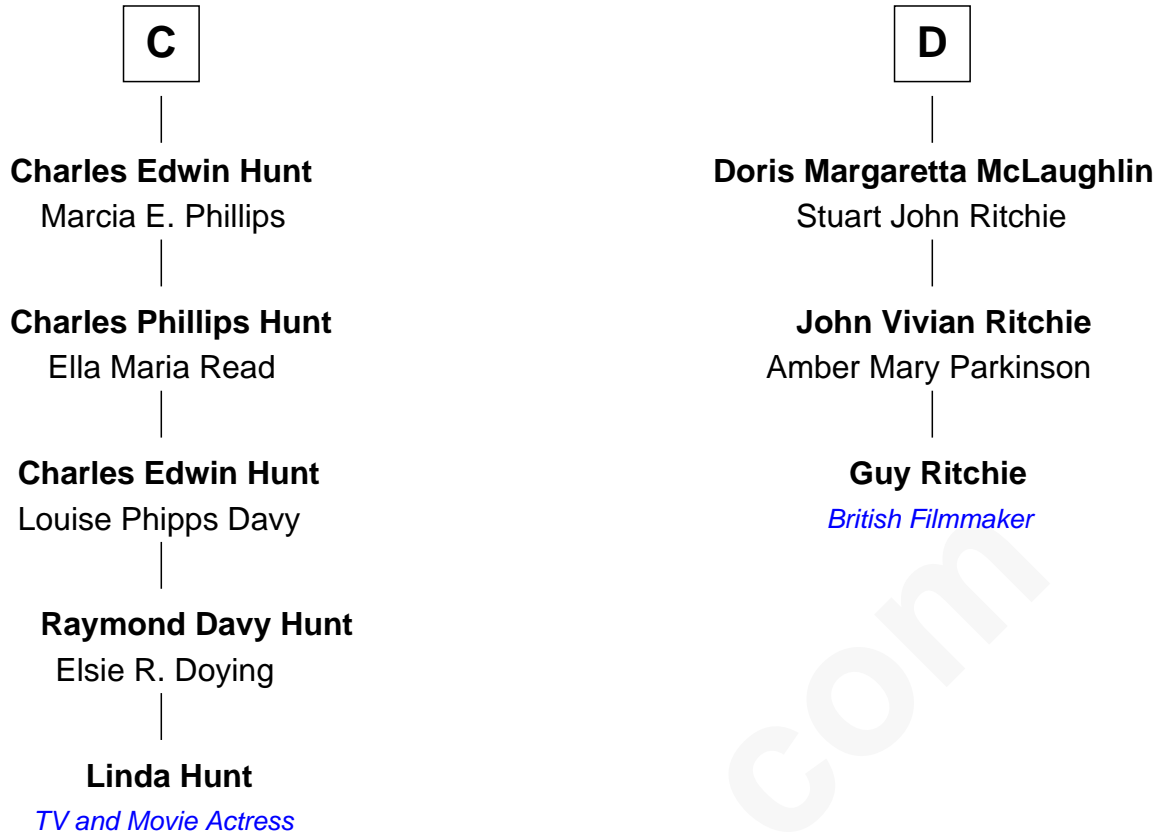 C
Charles Edwin Hunt
Marcia E. Phillips
Charles Phillips Hunt
Ella Maria Read
Charles Edwin Hunt
Louise Phipps Davy
Raymond Davy Hunt
Elsie R. Doying
Linda Hunt
TV and Movie Actress
D
Doris Margaretta McLaughlin
Stuart John Ritchie
John Vivian Ritchie
Amber Mary Parkinson
Guy Ritchie
British Filmmaker
com